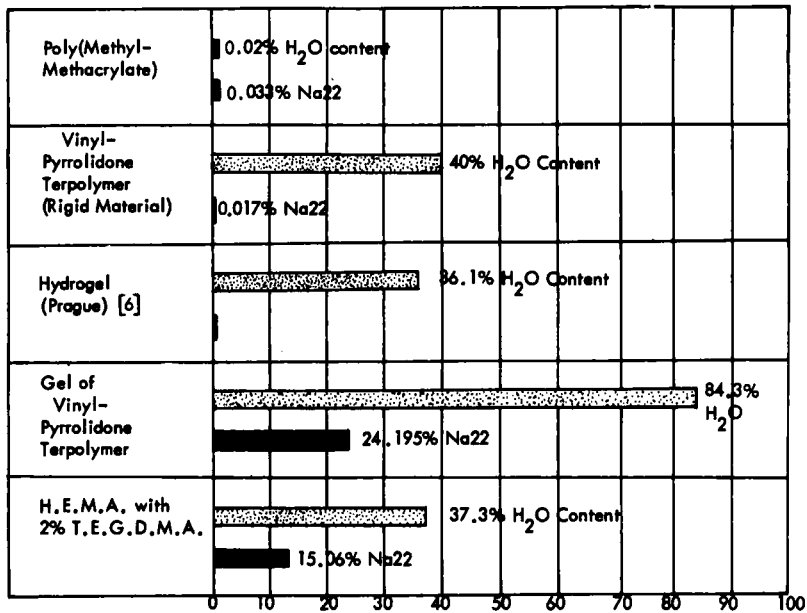 Poly(Methyl-
Methacrylate)
0.02% H2O content
0.033% Na22
Vinyl-
Pyrrolidone
Terpolymer
(Rigid Material)
40% H2O Content
0.017% Na22
Hydrogel
(Prague) [6]
36.1% H2O Content
Gel of
Vinyl-
Pyrrolidone
Terpolymer
84.3%
H2O
24.195% Na22
H.E.M.A. with
2% T.E.G.D.M.A.
37.3% H2O Content
15.06% Na22
0 10 20 30 40 50 60 70 80 90 100